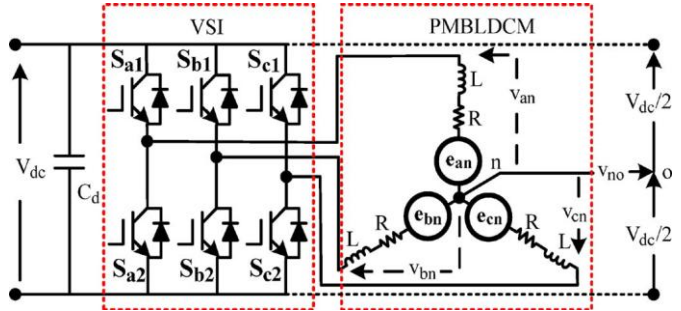 VSI
PMBLDCM
Sa1
Sb1
Sc1
L
R
van
Vdc/2
Vdc
Cd
ean
n
vno
o
ebn
ecn
R
L
R
L
vcn
vbn
Vdc/2
Sa2
Sb2
Sc2